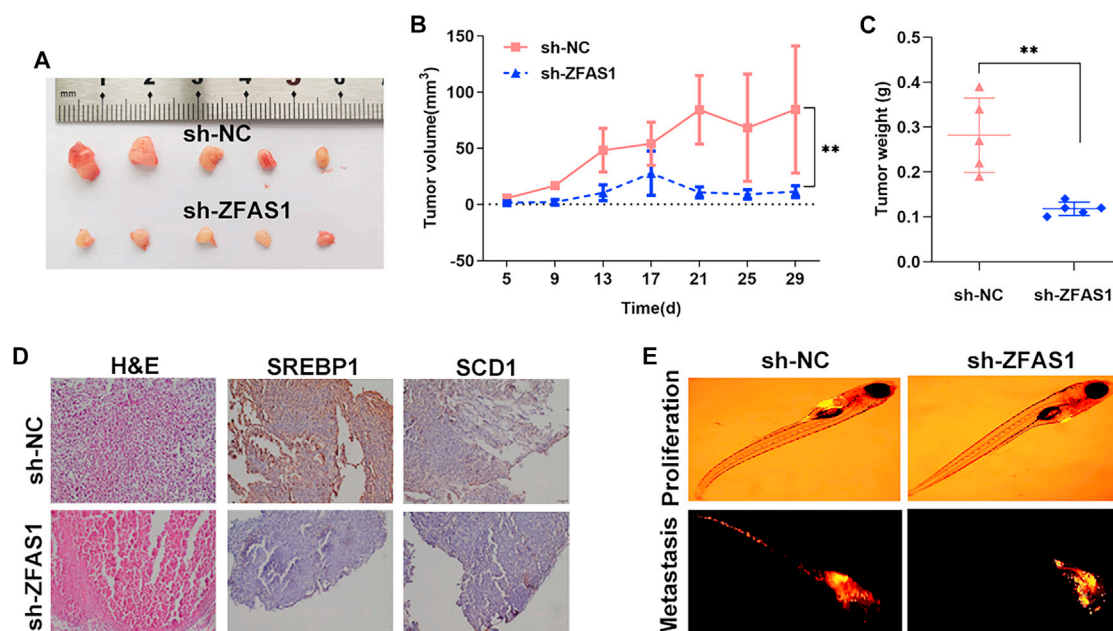 A
mm 1 2 3 4 5 6
sh-NC
sh-ZFAS1
B
sh-NC
sh-ZFAS1
Tumor volume(mm³)
150
100
50
0
-50
**
5 9 13 17 21 25 29
Time(d)
C
Tumor weight (g)
0.5
0.4
0.3
0.2
0.1
0.0
**
sh-NC sh-ZFAS1
D
H&E SREBP1 SCD1
sh-NC
sh-ZFAS1
E
sh-NC sh-ZFAS1
Proliferation
Metastasis